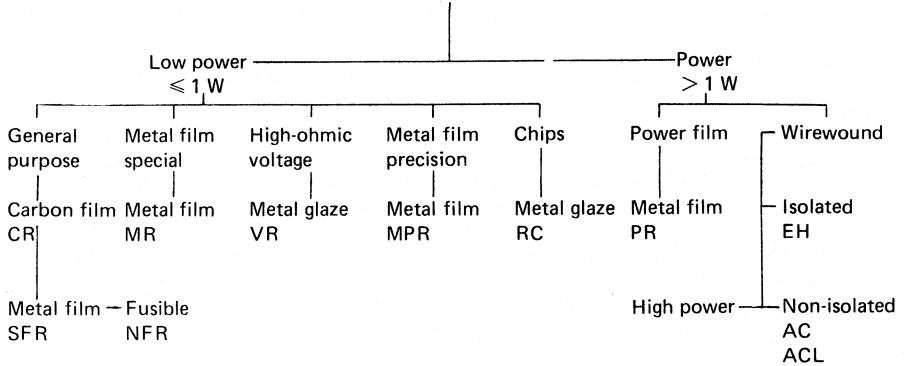 Low power
≤ 1 W
Power
> 1 W
General
purpose
Metal film
special
High-ohmic
voltage
Metal film
precision
Chips
Power film
Wirewound
Carbon film
CR
Metal film
MR
Metal glaze
VR
Metal film
MPR
Metal glaze
RC
Metal film
PR
Isolated
EH
Metal film
SFR
Fusible
NFR
High power
Non-isolated
AC
ACL